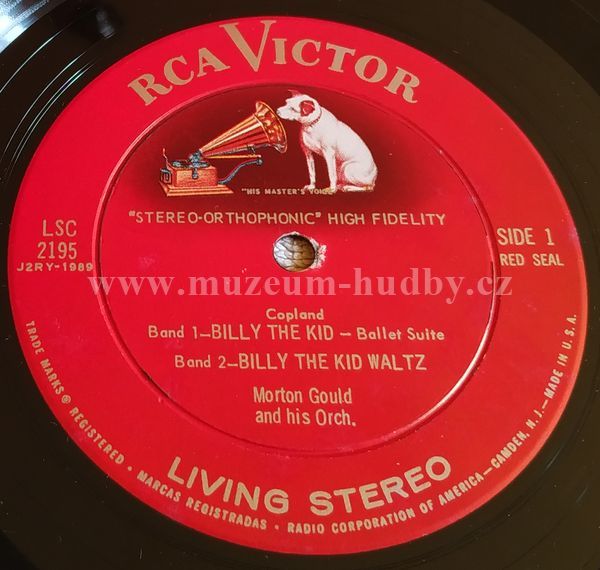 RCA VICTOR
"HIS MASTER'S VOICE"
"STEREO-ORTHOPHONIC" HIGH FIDELITY
LSC
2195
J2RY-1989
SIDE 1
RED SEAL
www.muzeum-hudby.cz
Copland
Band 1—BILLY THE KID – Ballet Suite
Band 2—BILLY THE KID WALTZ
Morton Gould
and his Orch.
LIVING STEREO
TRADE MARKS ® REGISTERED • MARCAS REGISTRADAS • RADIO CORPORATION OF AMERICA—CAMDEN, N. J.—MADE IN U. S. A.